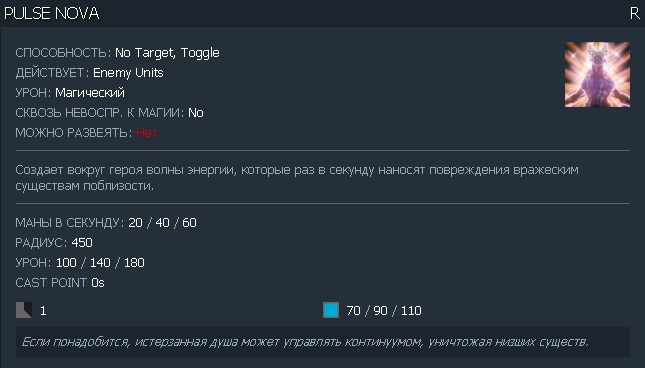 PULSE NOVA R
СПОСОБНОСТЬ: No Target, Toggle
ДЕЙСТВУЕТ: Enemy Units
УРОН: Магический
СКВОЗЬ НЕВОСПР. К МАГИИ: No
МОЖНО РАЗВЕЯТЬ: Нет
Создает вокруг героя волны энергии, которые раз в секунду наносят повреждения вражеским
существам поблизости.
МАНЫ В СЕКУНДУ: 20 / 40 / 60
РАДИУС: 450
УРОН: 100 / 140 / 180
CAST POINT 0s
1 70 / 90 / 110
Если понадобится, истерзанная душа может управлять континуумом, уничтожая низших существ.